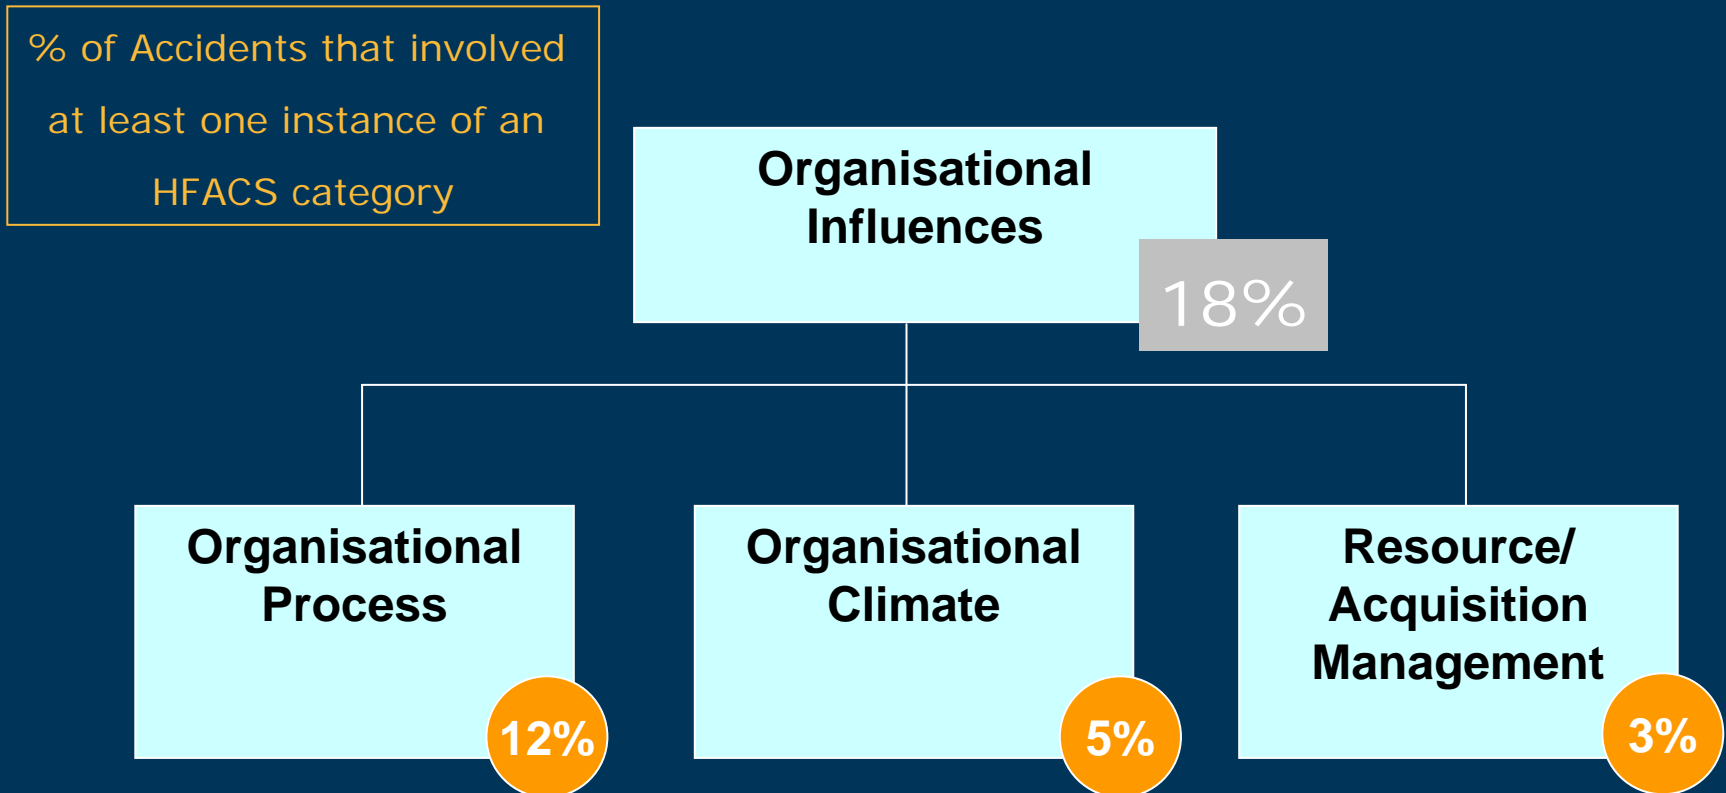 % of Accidents that involved
at least one instance of an
HFACS category
Organisational
Influences
18%
Organisational
Process
12%
Organisational
Climate
5%
Resource/
Acquisition
Management
3%